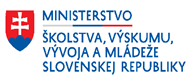 MINISTERSTVO
ŠKOLSTVA, VÝSKUMU,
VÝVOJA A MLÁDEŽE
SLOVENSKEJ REPUBLIKY